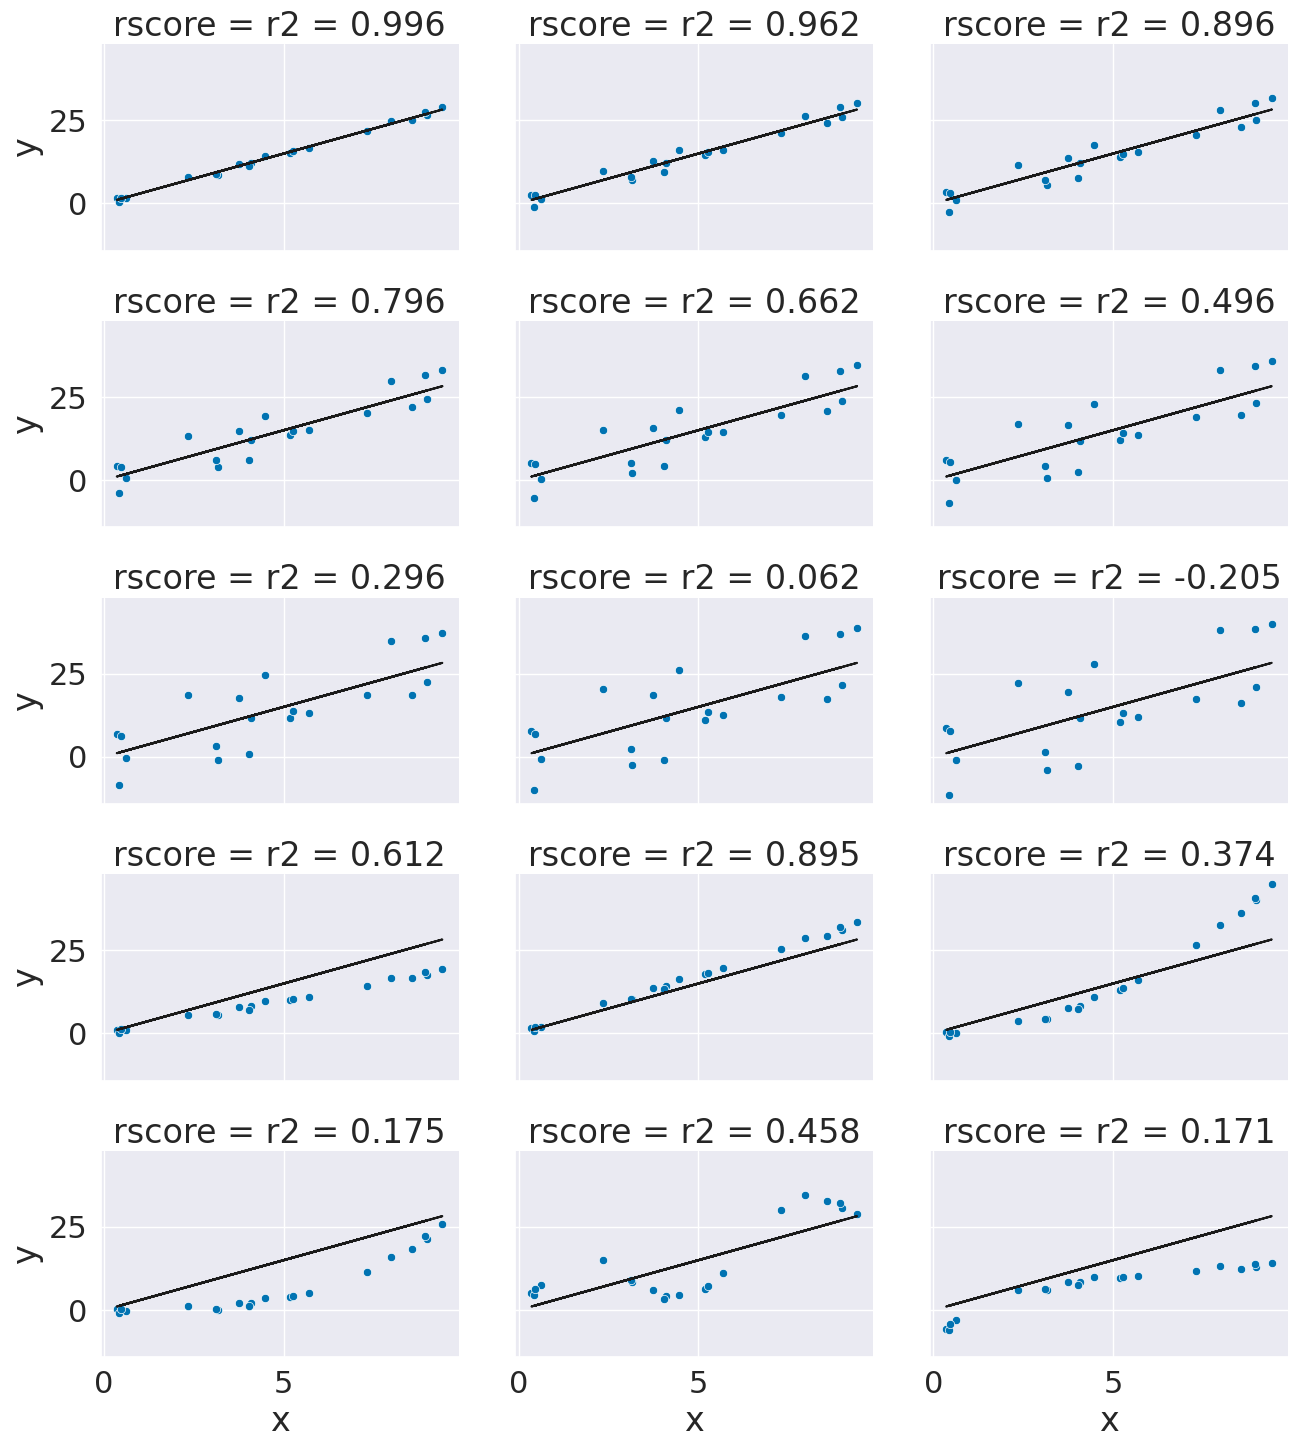 rscore = r2 = 0.996
rscore = r2 = 0.962
rscore = r2 = 0.896
25
y
0
rscore = r2 = 0.796
rscore = r2 = 0.662
rscore = r2 = 0.496
25
y
0
rscore = r2 = 0.296
rscore = r2 = 0.062
rscore = r2 = -0.205
25
y
0
rscore = r2 = 0.612
rscore = r2 = 0.895
rscore = r2 = 0.374
25
y
0
rscore = r2 = 0.175
rscore = r2 = 0.458
rscore = r2 = 0.171
25
y
0
0 5
0 5
0 5
x
x
x